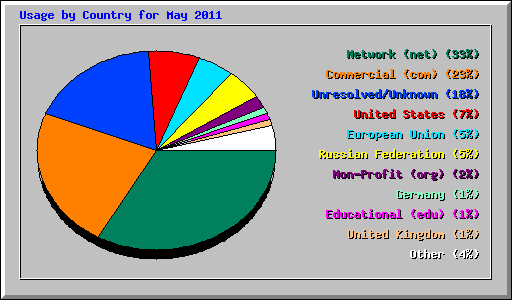 Usage by Country for May 2011
Network (net) (33%)
Commercial (com) (23%)
Unresolved/Unknown (18%)
United States (7%)
European Union (5%)
Russian Federation (5%)
Non-Profit (org) (2%)
Germany (1%)
Educational (edu) (1%)
United Kingdom (1%)
Other (4%)